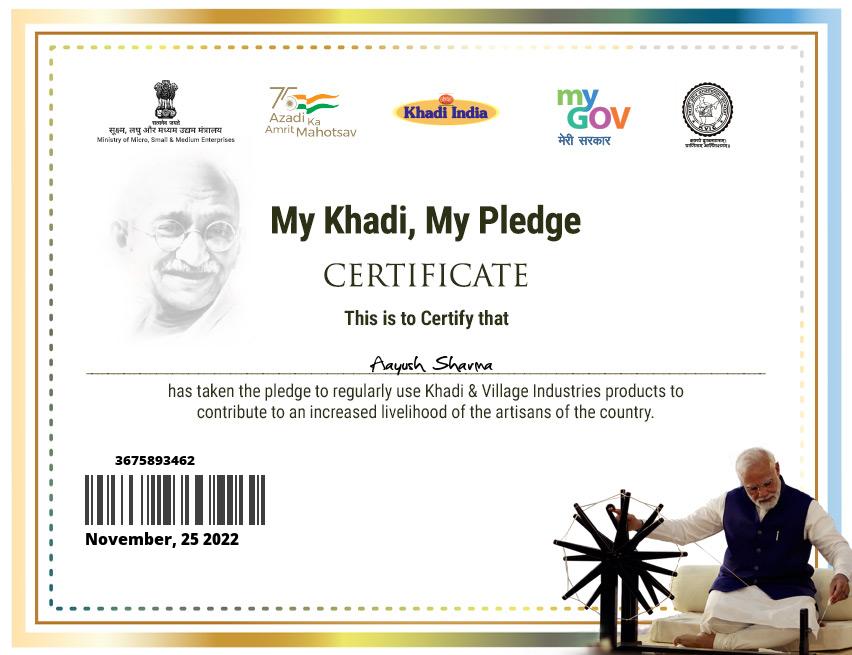 सत्यमेव जयते
सूक्ष्म, लघु और मध्यम उद्यम मंत्रालय
Ministry of Micro, Small & Medium Enterprises
75
Azadi Ka
Amrit Mahotsav
Khadi India
my
GOV
मेरी सरकार
My Khadi, My Pledge
CERTIFICATE
This is to Certify that
Aayush Sharma
has taken the pledge to regularly use Khadi & Village Industries products to
contribute to an increased livelihood of the artisans of the country.
3675893462
November, 25 2022